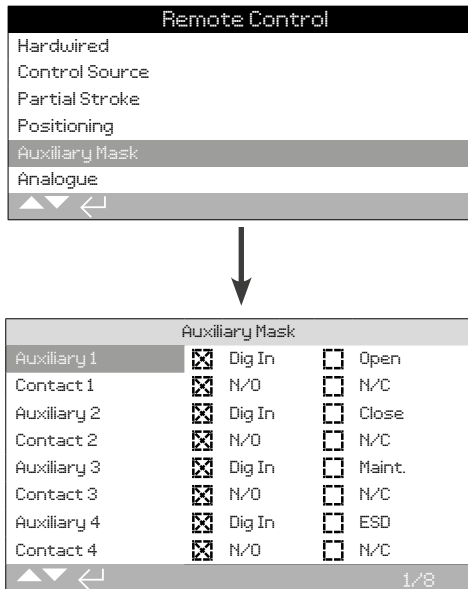 Remote Control
Hardwired
Control Source
Partial Stroke
Positioning
Auxiliary Mask
Analogue
Auxiliary Mask
Auxiliary 1 Dig In Open
Contact 1 N/O N/C
Auxiliary 2 Dig In Close
Contact 2 N/O N/C
Auxiliary 3 Dig In Maint.
Contact 3 N/O N/C
Auxiliary 4 Dig In ESD
Contact 4 N/O N/C
1/8